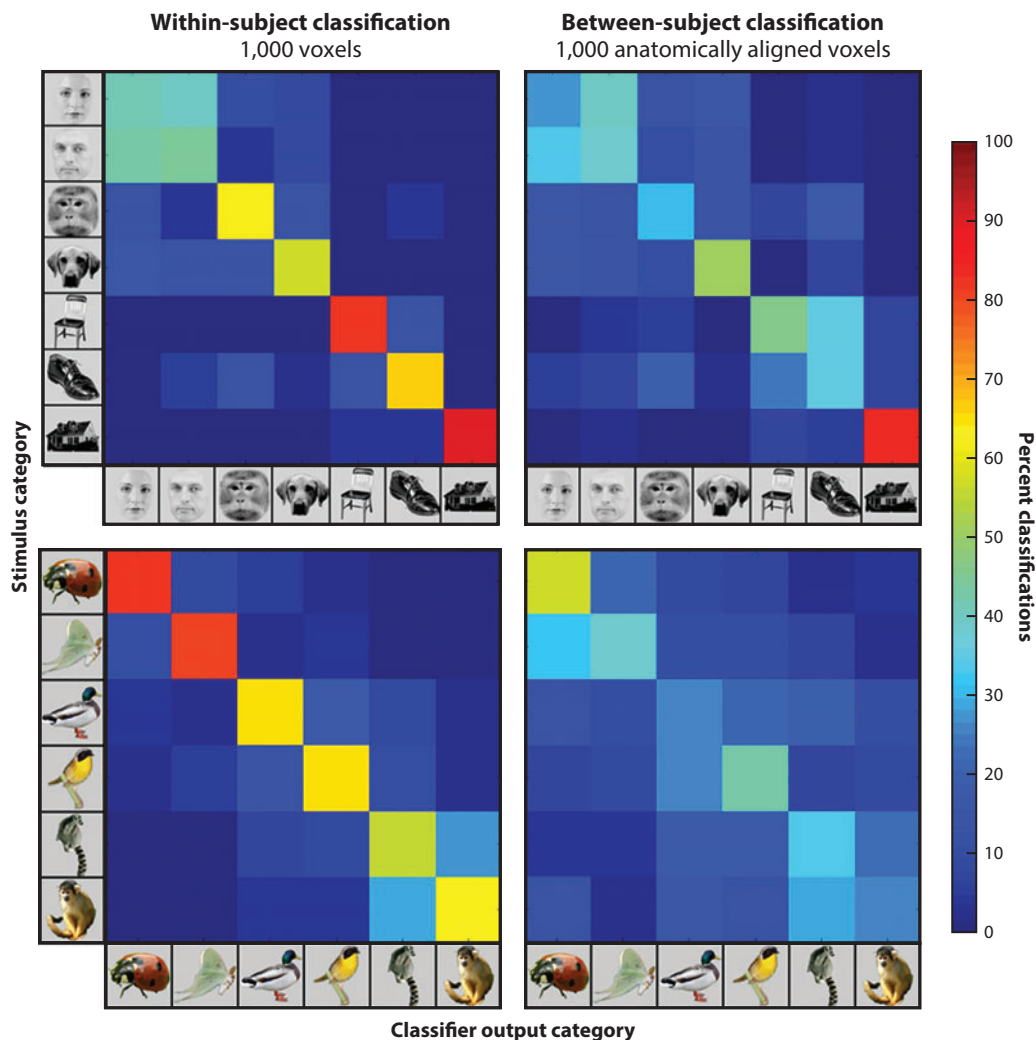 Within-subject classification
1,000 voxels
Between-subject classification
1,000 anatomically aligned voxels
Stimulus category
100
90
80
70
60
50
40
30
20
10
0
Percent classifications
Classifier output category